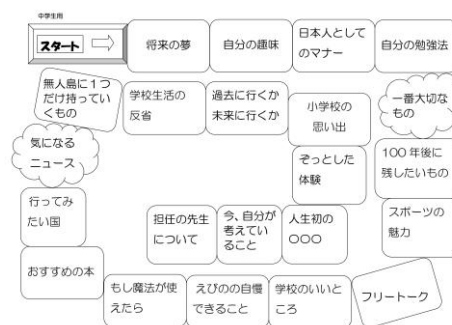 中学生用
スタート
将来の夢
自分の趣味
日本人として
のマナー
自分の勉強法
無人島に１つ
だけ持ってい
くもの
学校生活の
反省
過去に行くか
未来に行くか
小学校の
思い出
一番大切な
もの
気になる
ニュース
ぞっとした
体験
100年後に
残したいもの
行ってみ
たい国
担任の先生
について
今、自分が
考えてい
ること
人生初の
〇〇〇
スポーツの
魅力
おすすめの本
もし魔法が使
えたら
えびのの自慢
できること
学校のいいと
ころ
フリートーク